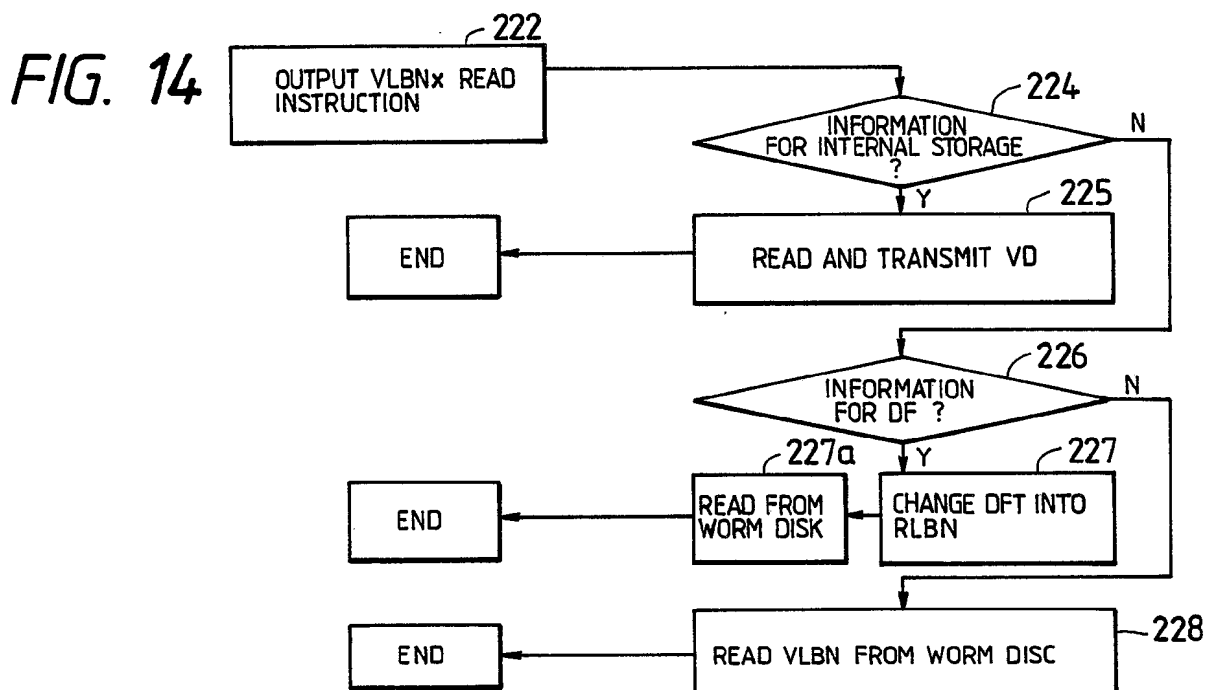 FIG. 14
222
OUTPUT VLBNx READ
INSTRUCTION
224
INFORMATION
FOR INTERNAL STORAGE
?
N
Y
225
READ AND TRANSMIT VD
END
226
INFORMATION
FOR DF ?
N
Y
227
CHANGE DFT INTO
RLBN
227a
READ FROM
WORM DISK
END
228
READ VLBN FROM WORM DISC
END